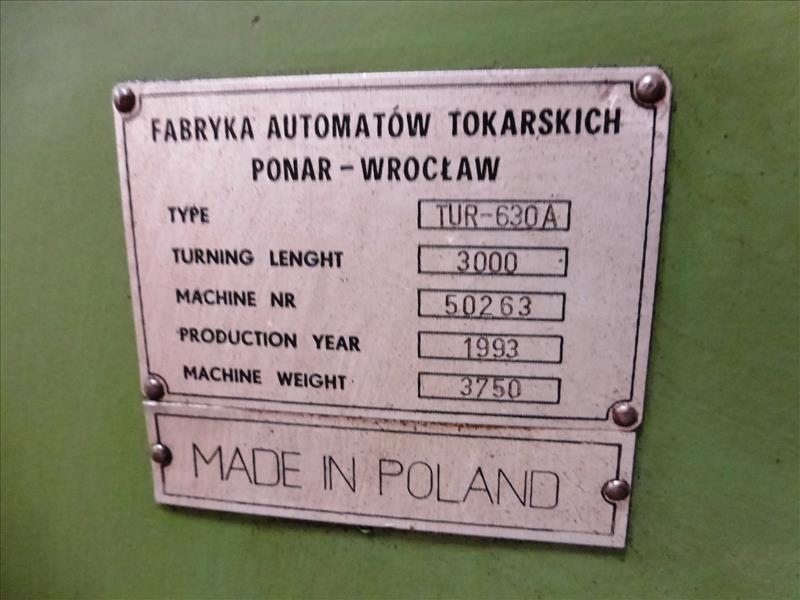 FABRYKA AUTOMATÓW TOKARSKICH
PONAR-WROCŁAW
TYPE TUR-630A
TURNING LENGHT 3000
MACHINE NR 50263
PRODUCTION YEAR 1993
MACHINE WEIGHT 3750
MADE IN POLAND